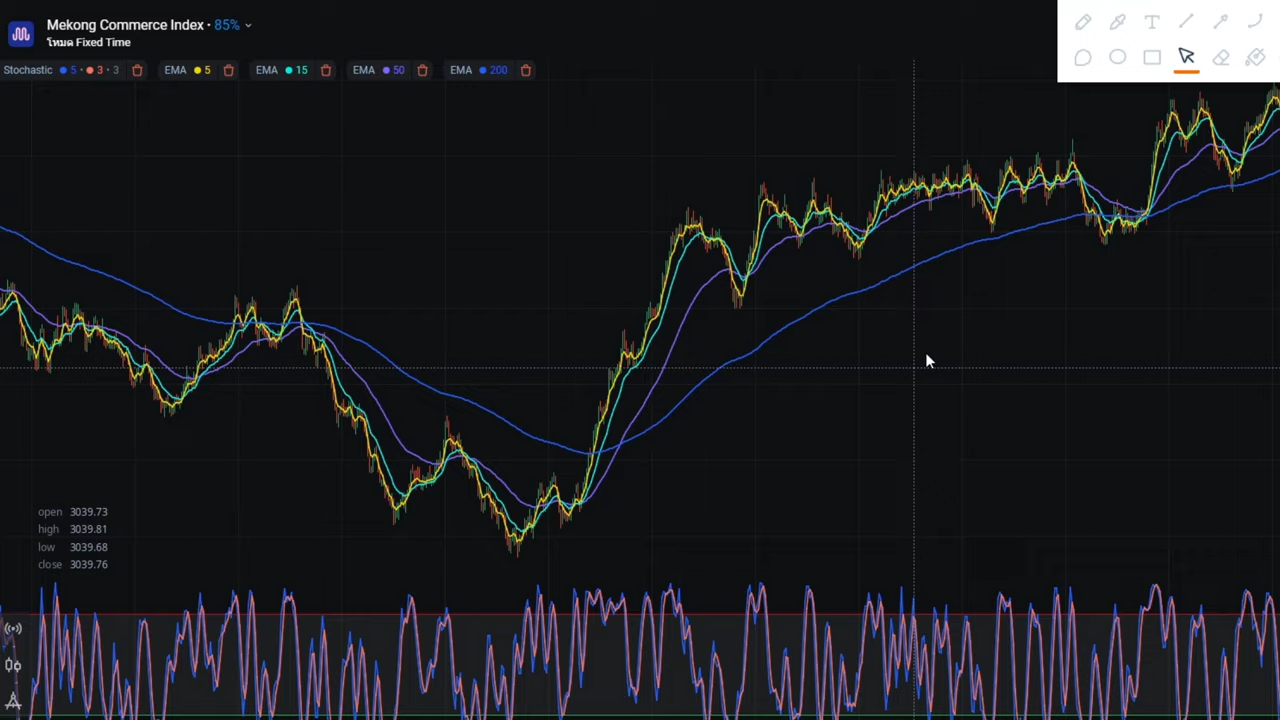 Mekong Commerce Index • 85%
โหมด Fixed Time
Stochastic 5 • 3 • 3 EMA 5 EMA 15 EMA 50 EMA 200
open 3039.73
high 3039.81
low 3039.68
close 3039.76